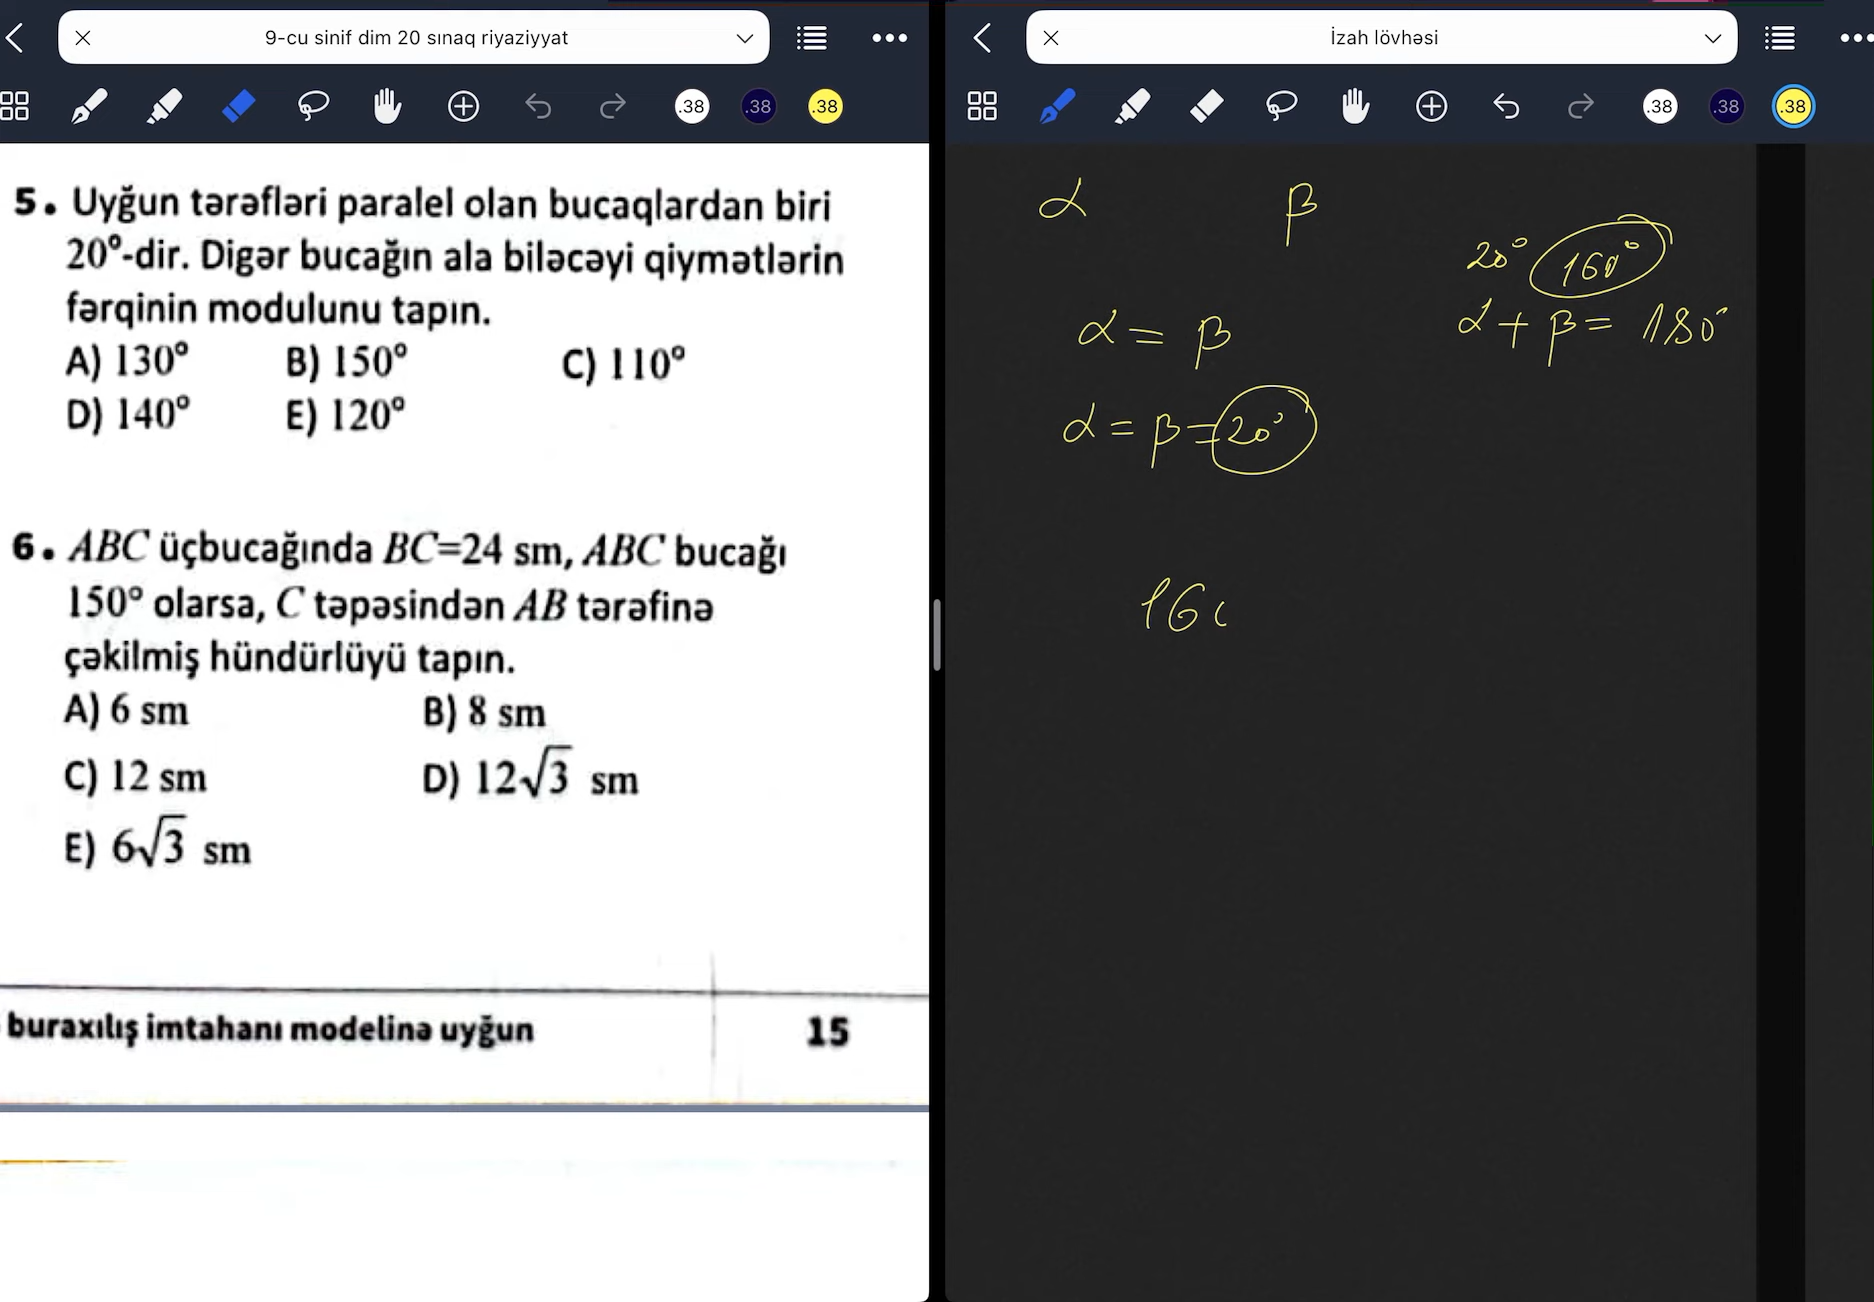 9-cu sinif dim 20 sınaq riyaziyyat
.38 .38 .38
5. Uyğun tərəfləri paralel olan bucaqlardan biri
20°-dir. Digər bucağın ala biləcəyi qiymətlərin
fərqinin modulunu tapın.
A) 130° B) 150° C) 110°
D) 140° E) 120°
6. ABC üçbucağında BC=24 sm, ABC bucağı
150° olarsa, C təpəsindən AB tərəfinə
çəkilmiş hündürlüyü tapın.
A) 6 sm B) 8 sm
C) 12 sm D) 12√3 sm
E) 6√3 sm
buraxılış imtahanı modelinə uyğun 15
İzah lövhəsi
.38 .38 .38
α β
20° 160°
α + β = 180°
α = β
α = β = 20°
160